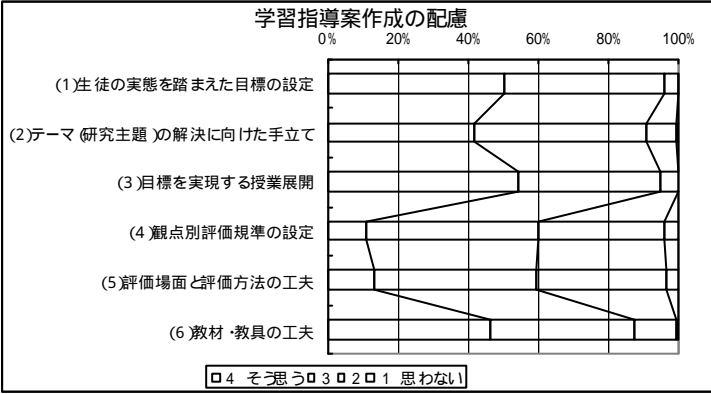 学習指導案作成の配慮
0% 20% 40% 60% 80% 100%
(1)生徒の実態を踏まえた目標の設定
(2)テーマ(研究主題)の解決に向けた手立て
(3)目標を実現する授業展開
(4)観点別評価規準の設定
(5)評価場面と評価方法の工夫
(6)教材・教具の工夫
4 そう思う 3 2 1 思わない